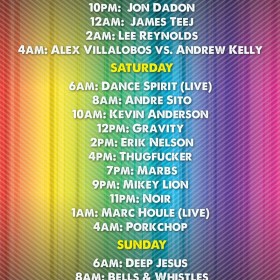 10PM: JON DADON
12AM: JAMES TEEJ
2AM: LEE REYNOLDS
4AM: ALEX VILLALOBOS VS. ANDREW KELLY
SATURDAY
6AM: DANCE SPIRIT (LIVE)
8AM: ANDRE SITO
10AM: KEVIN ANDERSON
12PM: GRAVITY
2PM: ERIK NELSON
4PM: THUGFUCKER
7PM: MARBS
9PM: MIKEY LION
11PM: NOIR
1AM: MARC HOULE (LIVE)
4AM: PORKCHOP
SUNDAY
6AM: DEEP JESUS
8AM: BELLS & WHISTLES